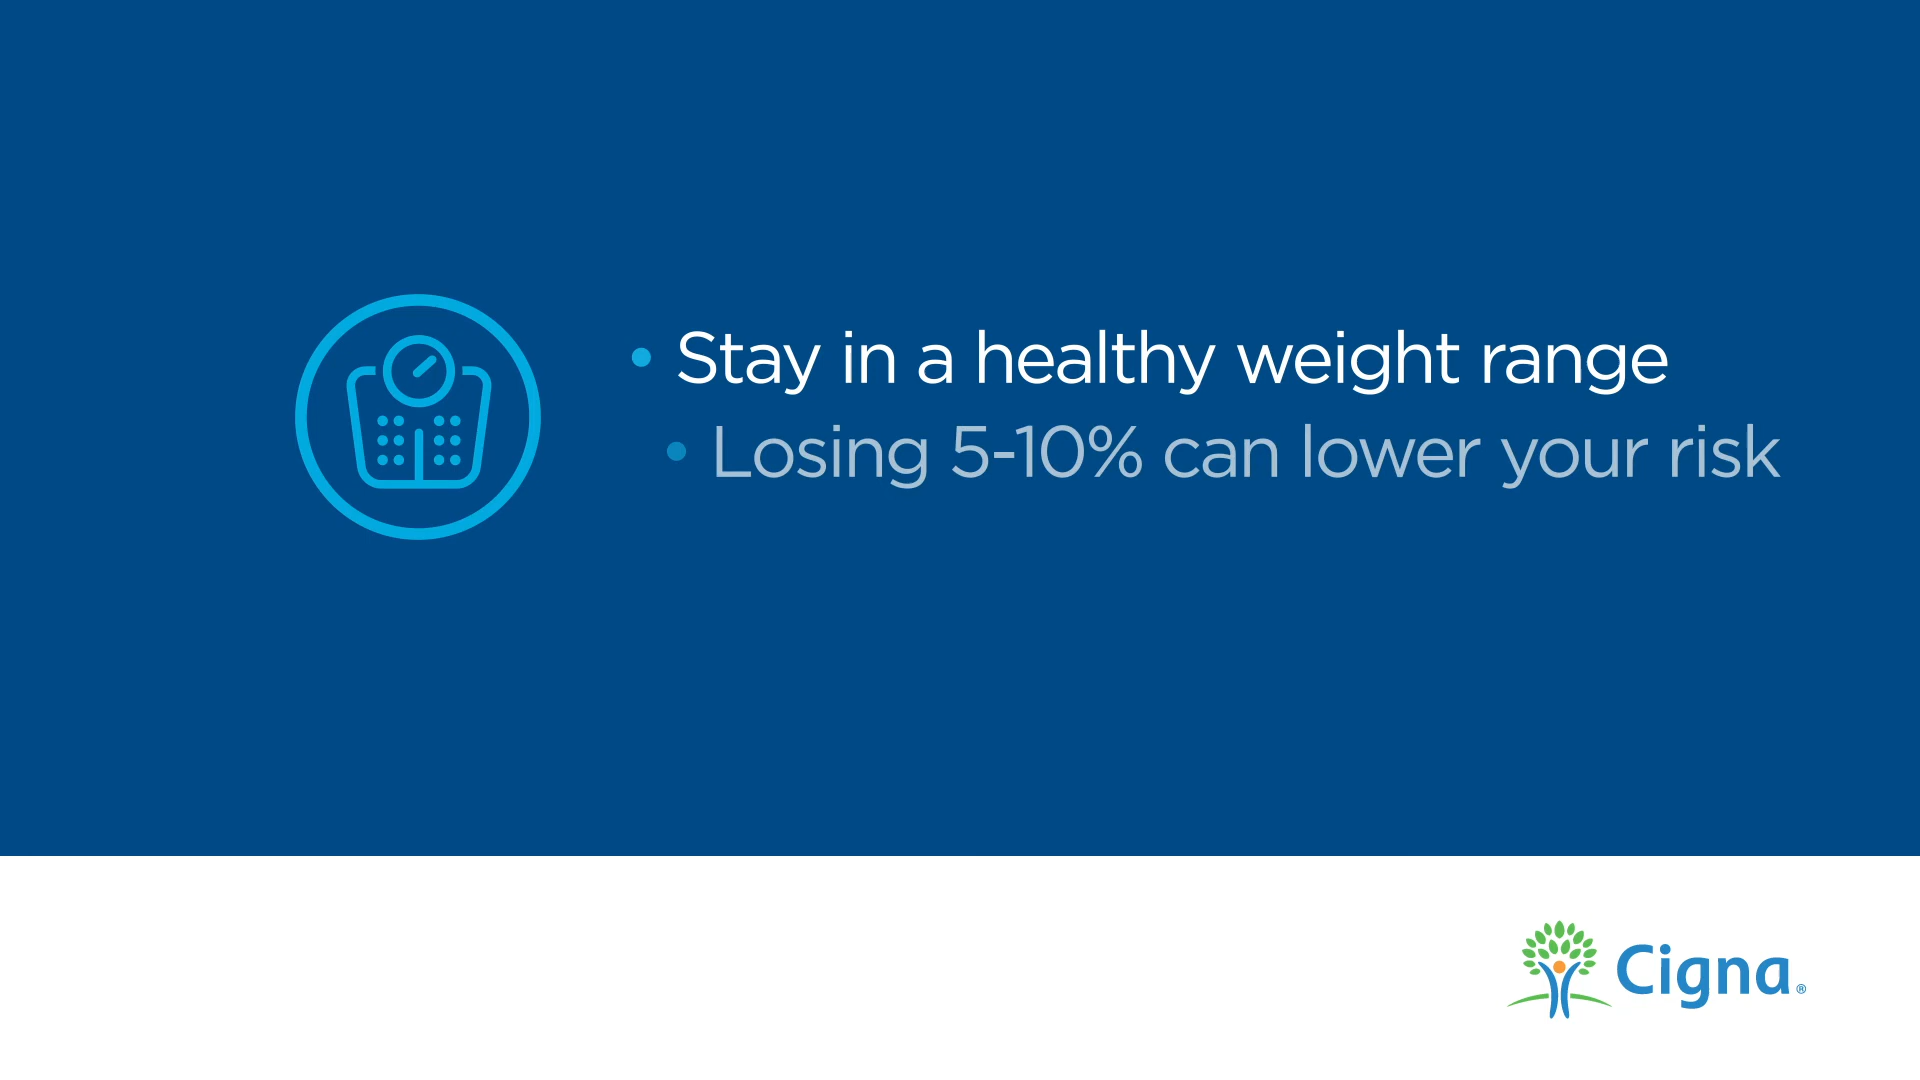 • Stay in a healthy weight range
• Losing 5-10% can lower your risk
Cigna®